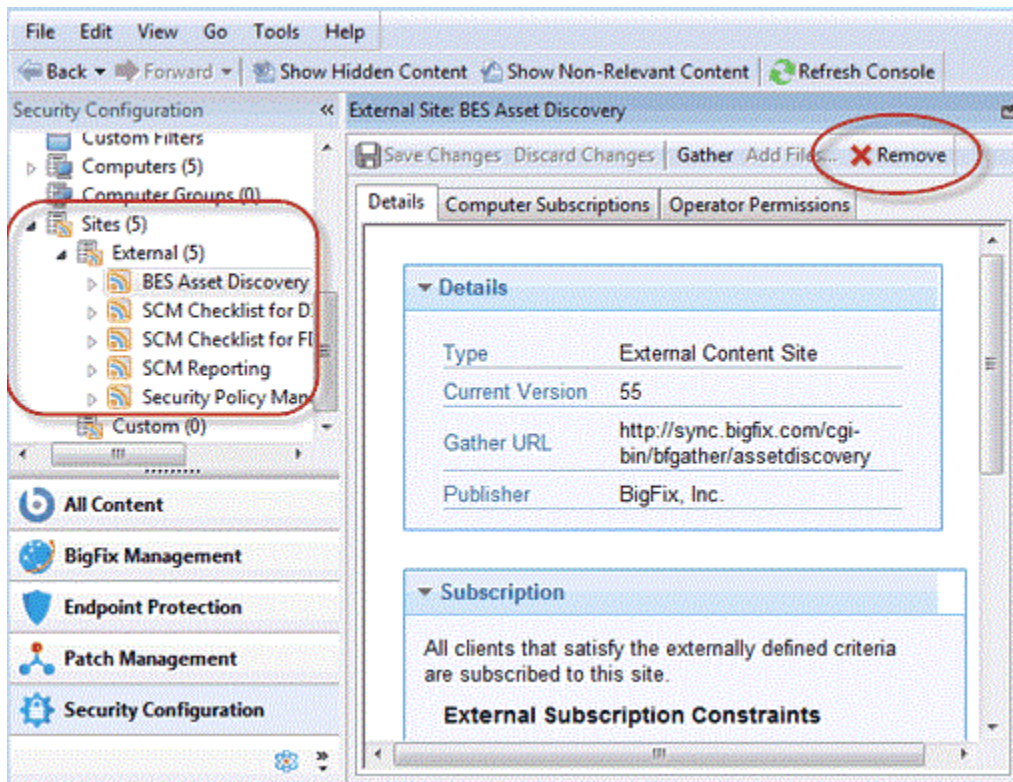 File Edit View Go Tools Help
Back Forward Show Hidden Content Show Non-Relevant Content Refresh Console
Security Configuration
Custom Filters
Computers (5)
Computer Groups (0)
Sites (5)
External (5)
BES Asset Discovery
SCM Checklist for D
SCM Checklist for
SCM Reporting
Security Policy Man
Custom (0)
All Content
BigFix Management
Endpoint Protection
Patch Management
Security Configuration
External Site: BES Asset Discovery
Save Changes Discard Changes Gather Add Files... Remove
Details Computer Subscriptions Operator Permissions
Details
Type External Content Site
Current Version 55
Gather URL http://sync.bigfix.com/cgi-
bin/bfgather/assetdiscovery
Publisher BigFix, Inc.
Subscription
All clients that satisfy the externally defined criteria
are subscribed to this site.
External Subscription Constraints